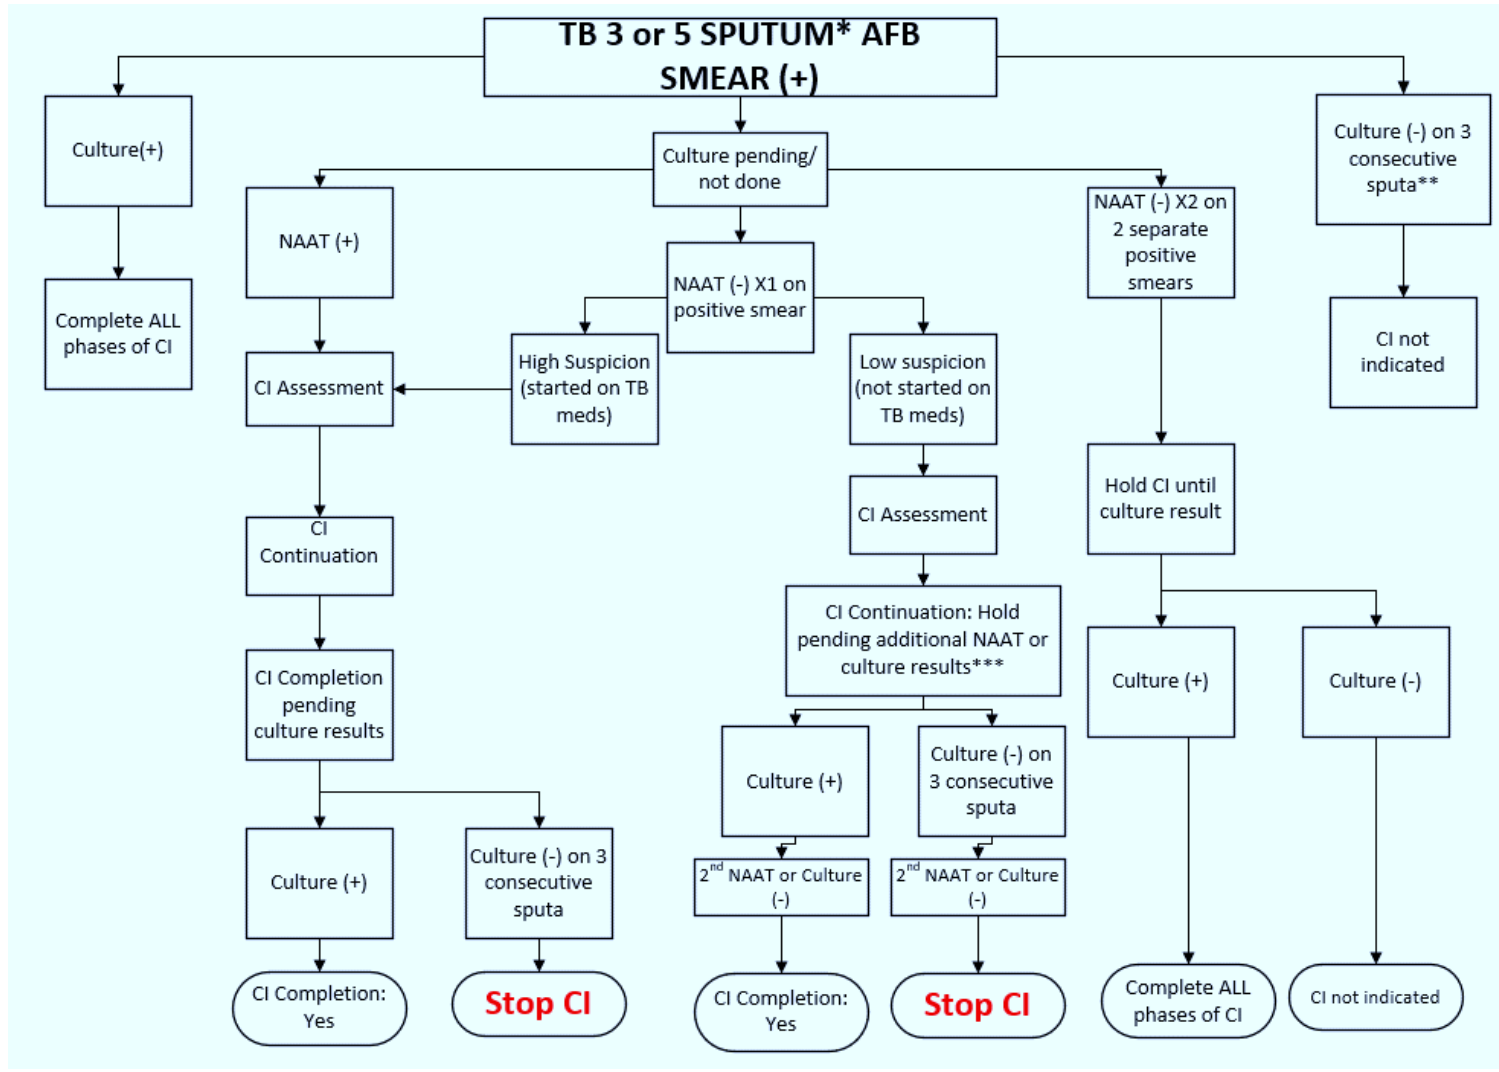 TB 3 or 5 SPUTUM* AFB
SMEAR (+)
Culture(+)
Complete ALL
phases of CI
Culture pending/
not done
Culture (-) on 3
consecutive
sputa**
CI not
indicated
NAAT (+)
NAAT (-) X1 on
positive smear
NAAT (-) X2 on
2 separate
positive
smears
High Suspicion
(started on TB
meds)
Low suspicion
(not started on
TB meds)
CI Assessment
CI
Continuation
CI Completion
pending
culture results
Culture (+)
Culture (-) on 3
consecutive
sputa
CI Completion:
Yes
Stop CI
CI Assessment
CI Continuation: Hold
pending additional NAAT or
culture results***
Culture (+)
Culture (-) on
3 consecutive
sputa
2nd NAAT or Culture
(-)
2nd NAAT or Culture
(-)
CI Completion:
Yes
Stop CI
Hold CI until
culture result
Culture (+)
Culture (-)
Complete ALL
phases of CI
CI not indicated